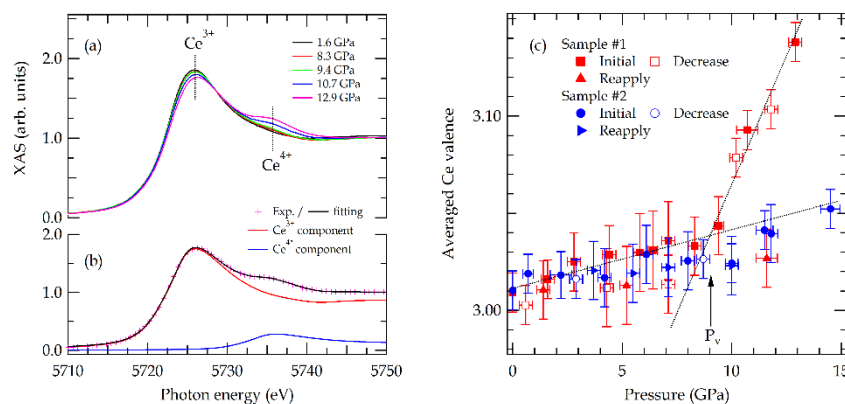 (a)
Ce3+
1.6 GPa
8.3 GPa
9.4 GPa
10.7 GPa
12.9 GPa
Ce4+
2.0
1.0
0.0
XAS (arb. units)
(b)
Exp. / fitting
Ce3+ component
Ce4+ component
2.0
1.0
0.0
5710 5720 5730 5740 5750
Photon energy (eV)
(c)
Sample #1
Initial Decrease
Reapply
Sample #2
Initial Decrease
Reapply
3.10
3.00
Averaged Ce valence
Pv
0 5 10 15
Pressure (GPa)